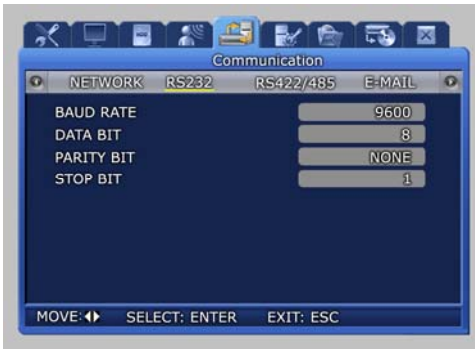 Communication
NETWORK RS232 RS422/485 E-MAIL
BAUD RATE 9600
DATA BIT 8
PARITY BIT NONE
STOP BIT 1
MOVE: SELECT: ENTER EXIT: ESC